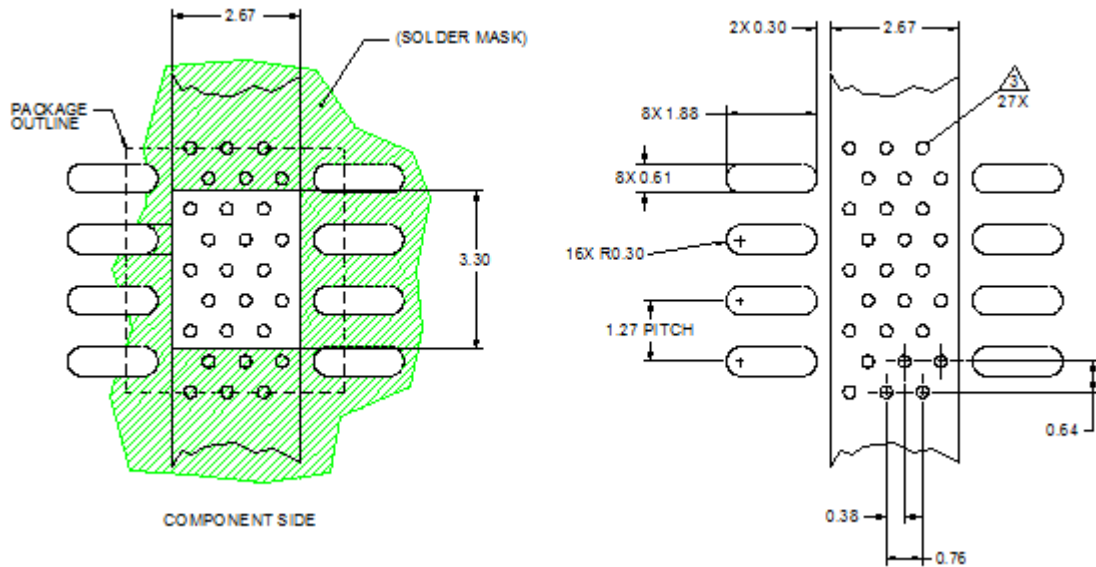 2.67
(SOLDER MASK)
PACKAGE
OUTLINE
3.30
COMPONENT SIDE
2X 0.30
2.67
3
27X
8X 1.88
8X 0.61
16X R0.30
1.27 PITCH
0.64
0.38
0.76